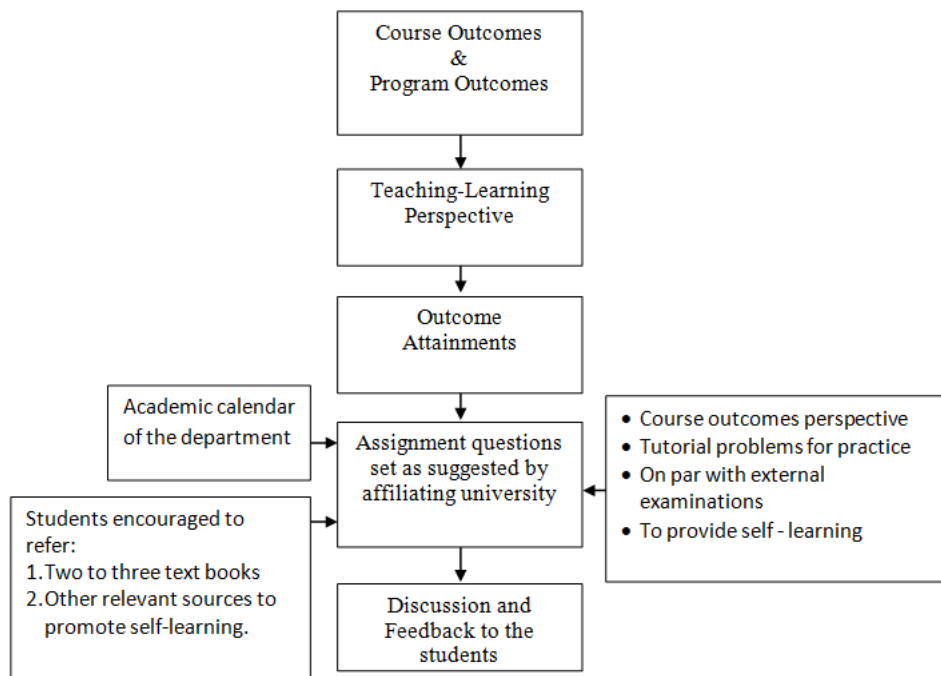 Course Outcomes
&
Program Outcomes
Teaching-Learning
Perspective
Outcome
Attainments
Academic calendar
of the department
Assignment questions
set as suggested by
affiliating university
• Course outcomes perspective
• Tutorial problems for practice
• On par with external
examinations
• To provide self - learning
Students encouraged to
refer:
1.Two to three text books
2.Other relevant sources to
promote self-learning.
Discussion and
Feedback to the
students